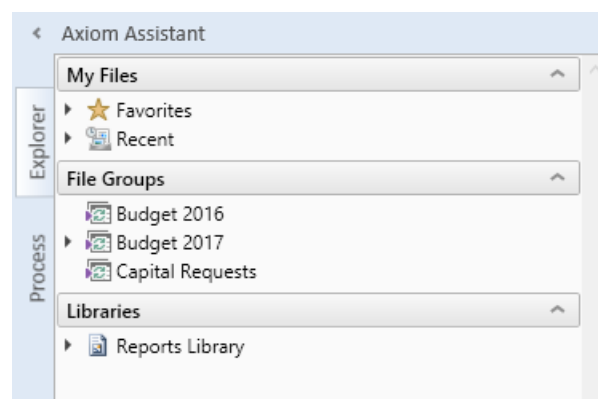 Axiom Assistant
My Files
Favorites
Recent
File Groups
Budget 2016
Budget 2017
Capital Requests
Libraries
Reports Library
Explorer
Process